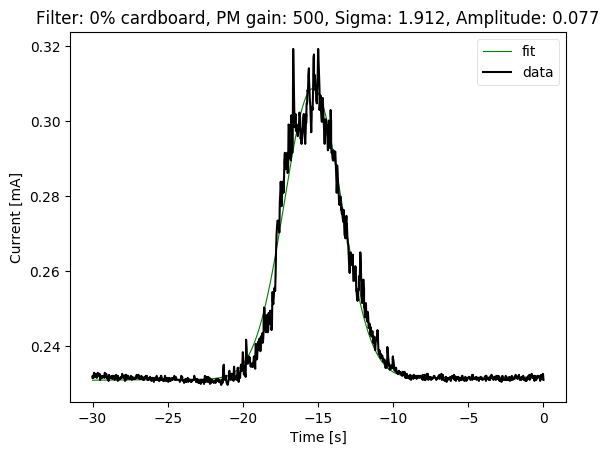 Filter: 0% cardboard, PM gain: 500, Sigma: 1.912, Amplitude: 0.077
fit
data
0.32
0.30
0.28
0.26
0.24
Current [mA]
−30 −25 −20 −15 −10 −5 0
Time [s]